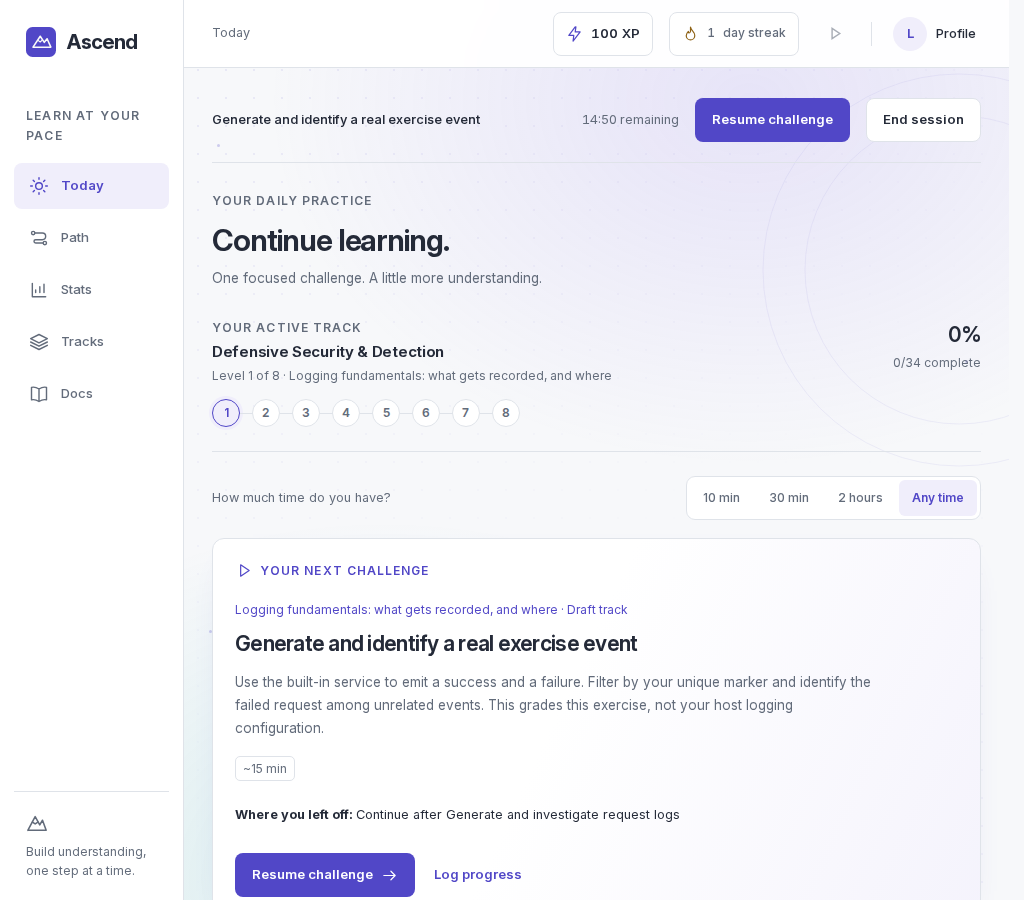 Ascend
LEARN AT YOUR
PACE
Today
Path
Stats
Tracks
Docs
Build understanding,
one step at a time.
Today
100 XP
1 day streak
L
Profile
Generate and identify a real exercise event
14:50 remaining
Resume challenge
End session
YOUR DAILY PRACTICE
Continue learning.
One focused challenge. A little more understanding.
YOUR ACTIVE TRACK
Defensive Security & Detection
Level 1 of 8 · Logging fundamentals: what gets recorded, and where
0%
0/34 complete
1 2 3 4 5 6 7 8
How much time do you have?
10 min 30 min 2 hours Any time
YOUR NEXT CHALLENGE
Logging fundamentals: what gets recorded, and where · Draft track
Generate and identify a real exercise event
Use the built-in service to emit a success and a failure. Filter by your unique marker and identify the
failed request among unrelated events. This grades this exercise, not your host logging
configuration.
~15 min
Where you left off: Continue after Generate and investigate request logs
Resume challenge
Log progress